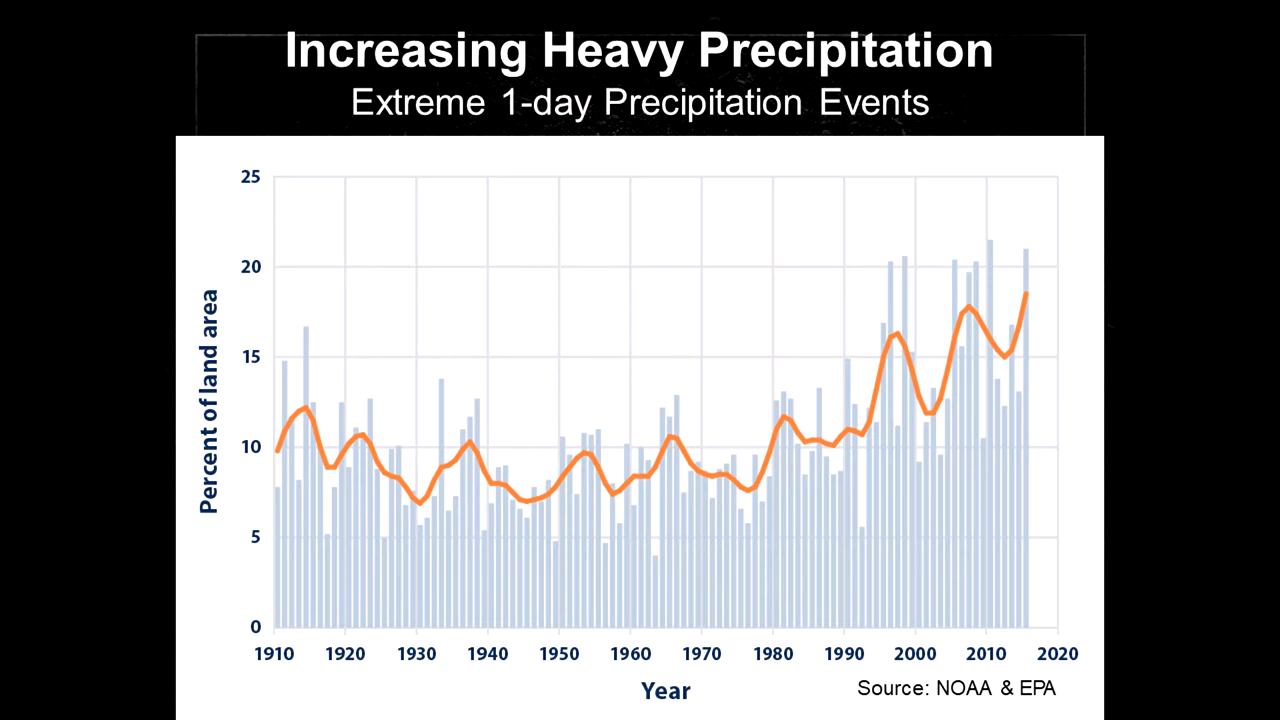 Increasing Heavy Precipitation
Extreme 1-day Precipitation Events
25
20
15
10
5
0
Percent of land area
1910 1920 1930 1940 1950 1960 1970 1980 1990 2000 2010 2020
Year
Source: NOAA & EPA